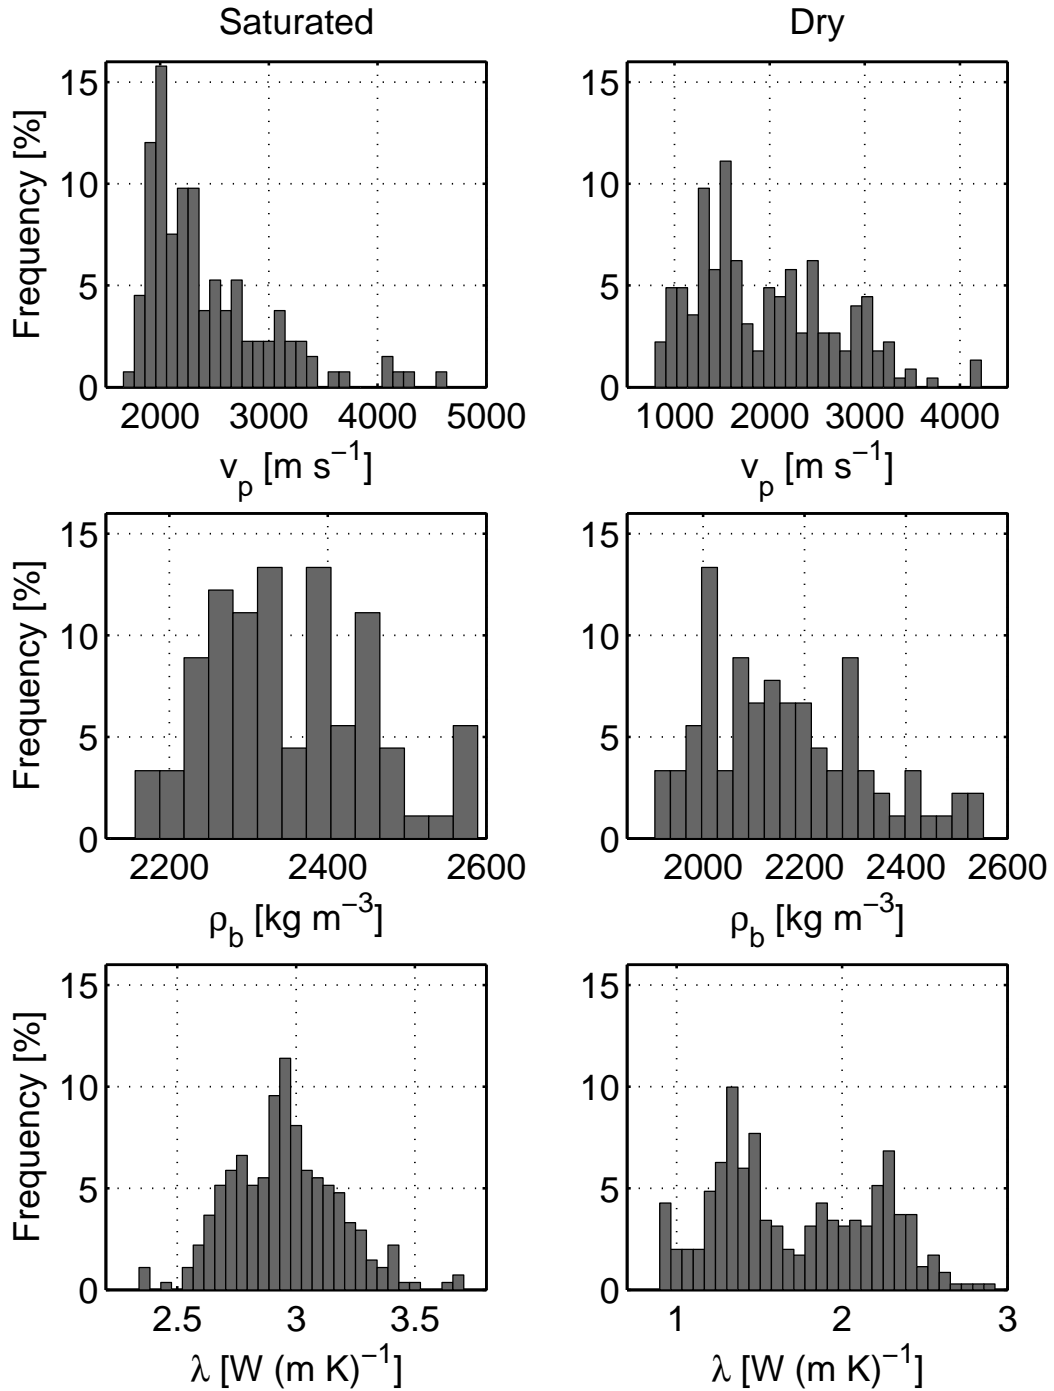 Saturated
Dry
Frequency [%]
15
10
5
0
2000 3000 4000 5000
v_p [m s⁻¹]
15
10
5
0
1000 2000 3000 4000
v_p [m s⁻¹]
Frequency [%]
15
10
5
0
2200 2400 2600
ρ_b [kg m⁻³]
15
10
5
0
2000 2200 2400 2600
ρ_b [kg m⁻³]
Frequency [%]
15
10
5
0
2.5 3 3.5
λ [W (m K)⁻¹]
15
10
5
0
1 2 3
λ [W (m K)⁻¹]